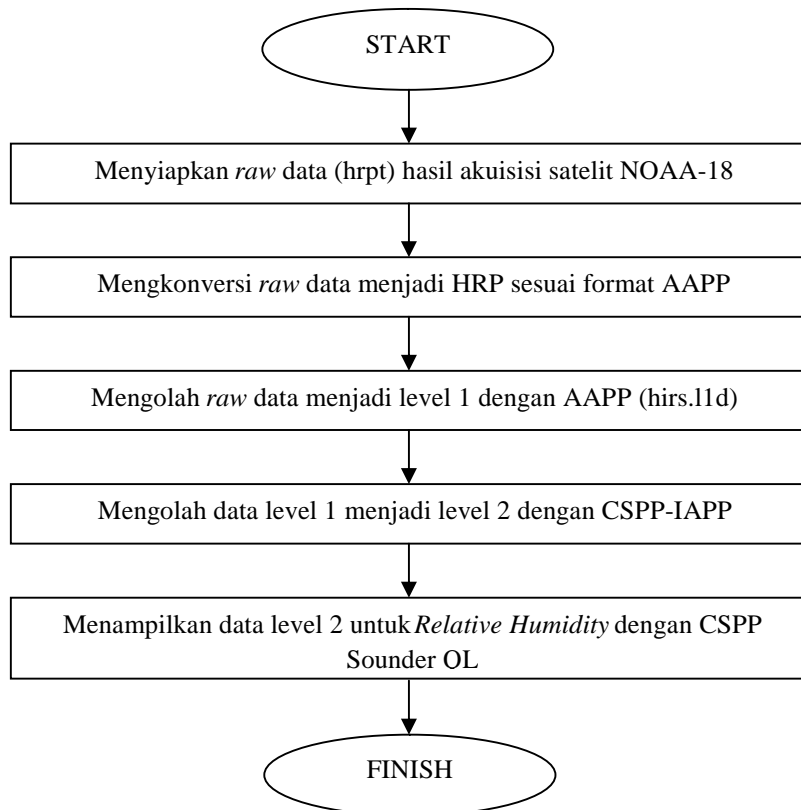 START
Menyiapkan raw data (hrpt) hasil akuisisi satelit NOAA-18
Mengkonversi raw data menjadi HRP sesuai format AAPP
Mengolah raw data menjadi level 1 dengan AAPP (hirs.l1d)
Mengolah data level 1 menjadi level 2 dengan CSPP-IAPP
Menampilkan data level 2 untuk Relative Humidity dengan CSPP
Sounder OL
FINISH